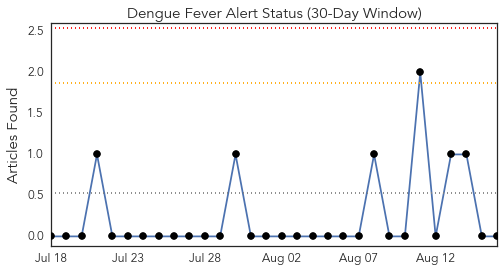 Dengue Fever Alert Status (30-Day Window)
Articles Found
2.5
2.0
1.5
1.0
0.5
0.0
Jul 18 Jul 23 Jul 28 Aug 02 Aug 07 Aug 12